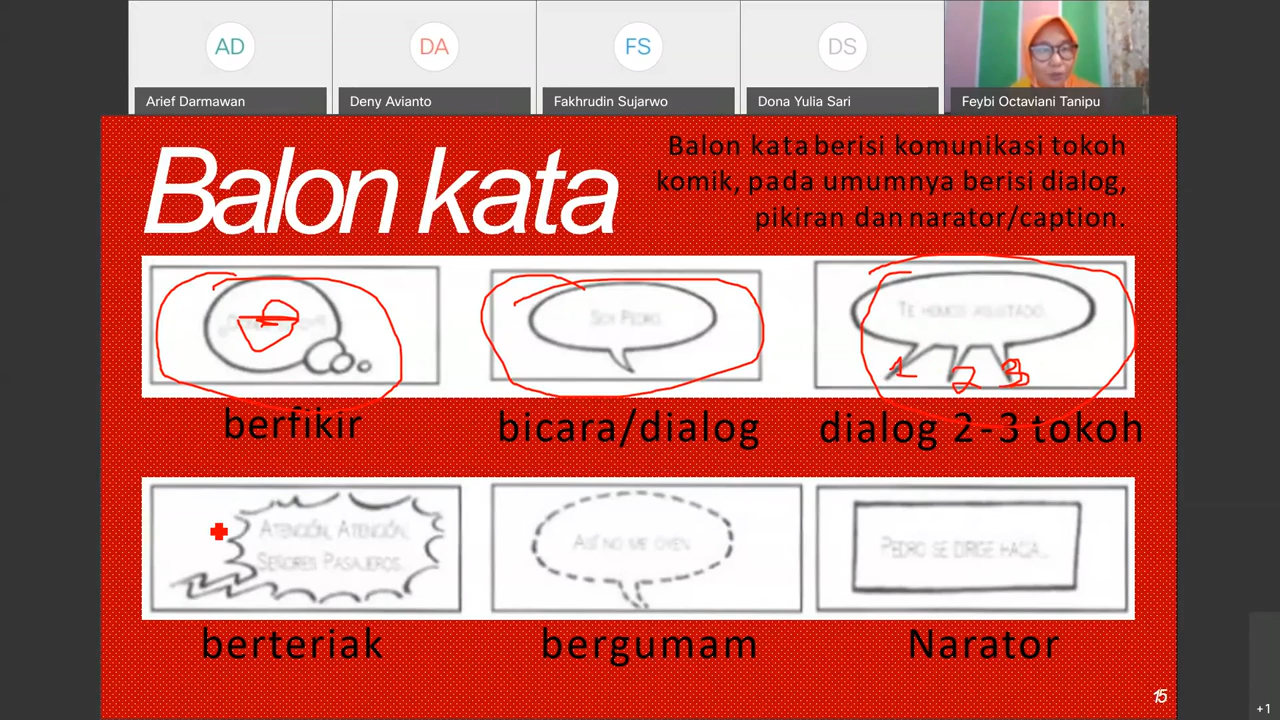 AD
DA
FS
DS
Arief Darmawan
Deny Avianto
Fakhrudin Sujarwo
Dona Yulia Sari
Feybi Octaviani Tanipu
Balon kata
Balon kata berisi komunikasi tokoh
komik, pada umumnya berisi dialog,
pikiran dan narator/caption.
SOY PEDRO
TE HEMOS ASUSTADO.
1 2 3
berfikir
bicara/dialog
dialog 2-3 tokoh
ATENCIÓN, ATENCIÓN,
SEÑORES PASAJEROS.
ASÍ NO ME OYEN
PEDRO SE DIRIGE HACIA...
berteriak
bergumam
Narator
15
+1